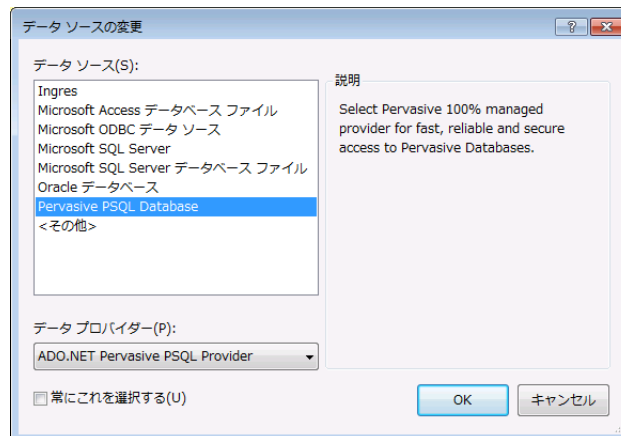 データ ソースの変更
データ ソース(S):
Ingres
Microsoft Access データベース ファイル
Microsoft ODBC データ ソース
Microsoft SQL Server
Microsoft SQL Server データベース ファイル
Oracle データベース
Pervasive PSQL Database
<その他>
説明
Select Pervasive 100% managed
provider for fast, reliable and secure
access to Pervasive Databases.
データ プロバイダー(P):
ADO.NET Pervasive PSQL Provider
常にこれを選択する(U)
OK
キャンセル